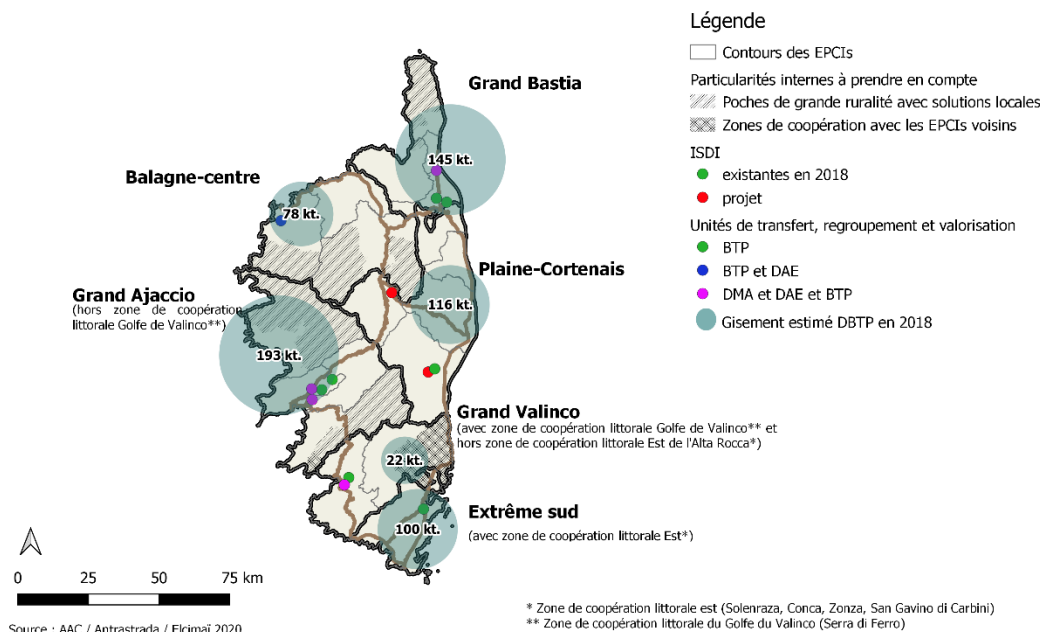 Grand Bastia
145 kt.
Balagne-centre
78 kt.
Plaine-Cortenais
116 kt.
Grand Ajaccio
(hors zone de coopération
littorale Golfe de Valinco**)
193 kt.
Grand Valinco
(avec zone de coopération littorale Golfe de Valinco** et
hors zone de coopération littorale Est de l'Alta Rocca*)
22 kt.
Extrême sud
(avec zone de coopération littorale Est*)
100 kt.
Légende
Contours des EPCIs
Particularités internes à prendre en compte
Poches de grande ruralité avec solutions locales
Zones de coopération avec les EPCIs voisins
ISDI
existantes en 2018
projet
Unités de transfert, regroupement et valorisation
BTP
BTP et DAE
DMA et DAE et BTP
Gisement estimé DBTP en 2018
0 25 50 75 km
Source : AAC / Antrastrada / Elcimaï 2020
* Zone de coopération littorale est (Solenraza, Conca, Zonza, San Gavino di Carbini)
** Zone de coopération littorale du Golfe du Valinco (Serra di Ferro)